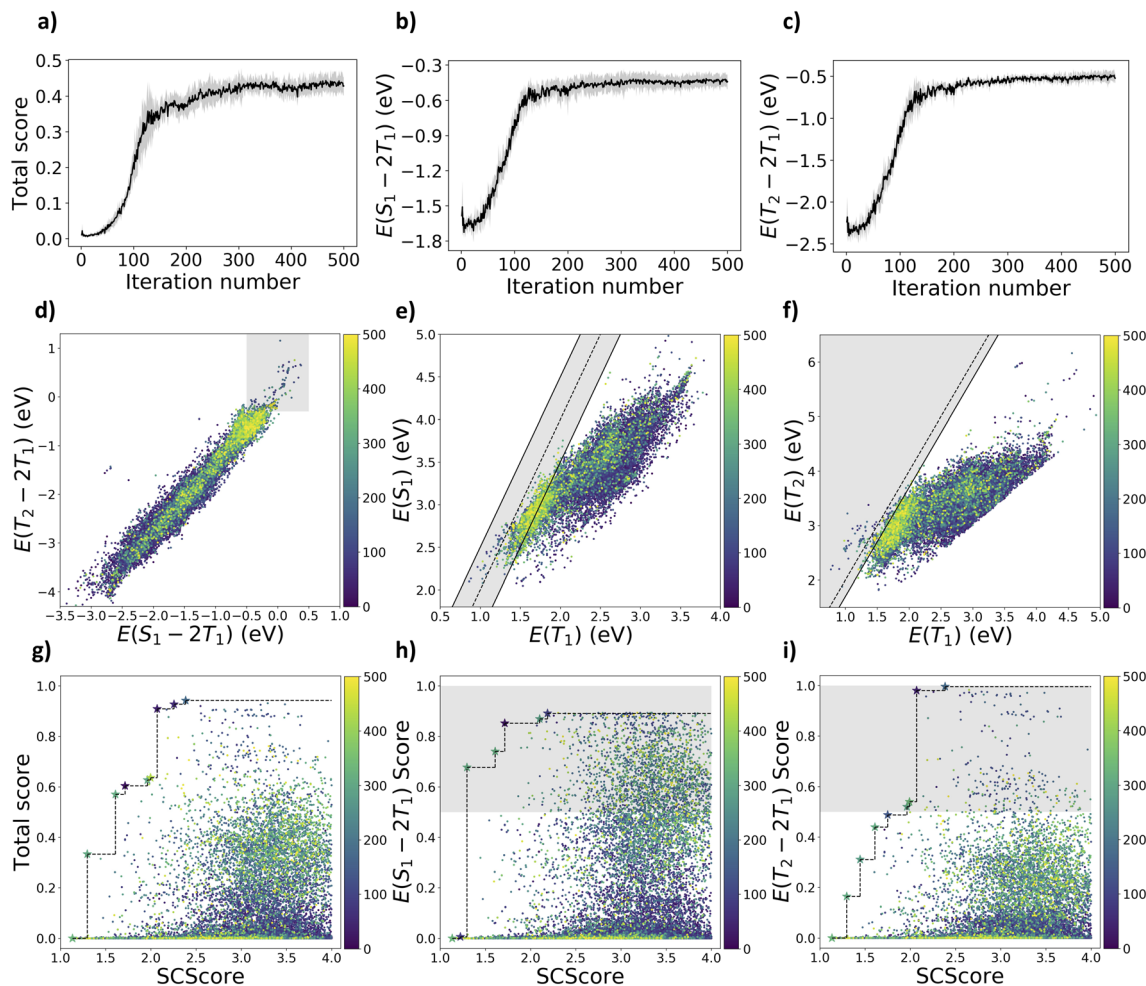 a)
Total score
0.5
0.4
0.3
0.2
0.1
0.0
0 100 200 300 400 500
Iteration number
b)
E(S₁ − 2T₁) (eV)
−0.3
−0.6
−0.9
−1.2
−1.5
−1.8
0 100 200 300 400 500
Iteration number
c)
E(T₂ − 2T₁) (eV)
−0.5
−1.0
−1.5
−2.0
−2.5
0 100 200 300 400 500
Iteration number
d)
E(T₂ − 2T₁) (eV)
1
0
−1
−2
−3
−4
−3.5 −3.0 −2.5 −2.0 −1.5 −1.0 −0.5 0.0 0.5 1.0
E(S₁ − 2T₁) (eV)
500
400
300
200
100
0
e)
E(S₁) (eV)
5.0
4.5
4.0
3.5
3.0
2.5
2.0
0.5 1.0 1.5 2.0 2.5 3.0 3.5 4.0
E(T₁) (eV)
500
400
300
200
100
0
f)
E(T₂) (eV)
6
5
4
3
2
0.5 1.0 1.5 2.0 2.5 3.0 3.5 4.0 4.5 5.0
E(T₁) (eV)
500
400
300
200
100
0
g)
Total score
1.0
0.8
0.6
0.4
0.2
0.0
1.0 1.5 2.0 2.5 3.0 3.5 4.0
SCScore
500
400
300
200
100
0
h)
E(S₁ − 2T₁) Score
1.0
0.8
0.6
0.4
0.2
0.0
1.0 1.5 2.0 2.5 3.0 3.5 4.0
SCScore
500
400
300
200
100
0
i)
E(T₂ − 2T₁) Score
1.0
0.8
0.6
0.4
0.2
0.0
1.0 1.5 2.0 2.5 3.0 3.5 4.0
SCScore
500
400
300
200
100
0